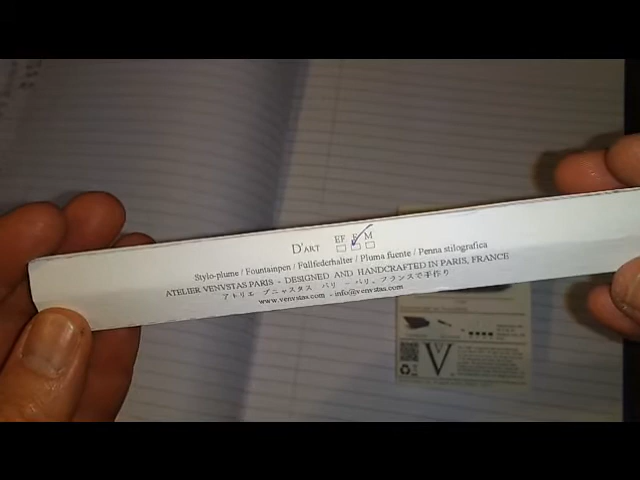 D'ART EF F M
Stylo-plume / Fountainpen / Füllfederhalter / Pluma fuente / Penna stilografica
ATELIER VENVSTAS PARIS - DESIGNED AND HANDCRAFTED IN PARIS, FRANCE
アトリエ ブニャスタス パリ － パリ、フランスで手作り
www.venvstas.com - info@venvstas.com
V